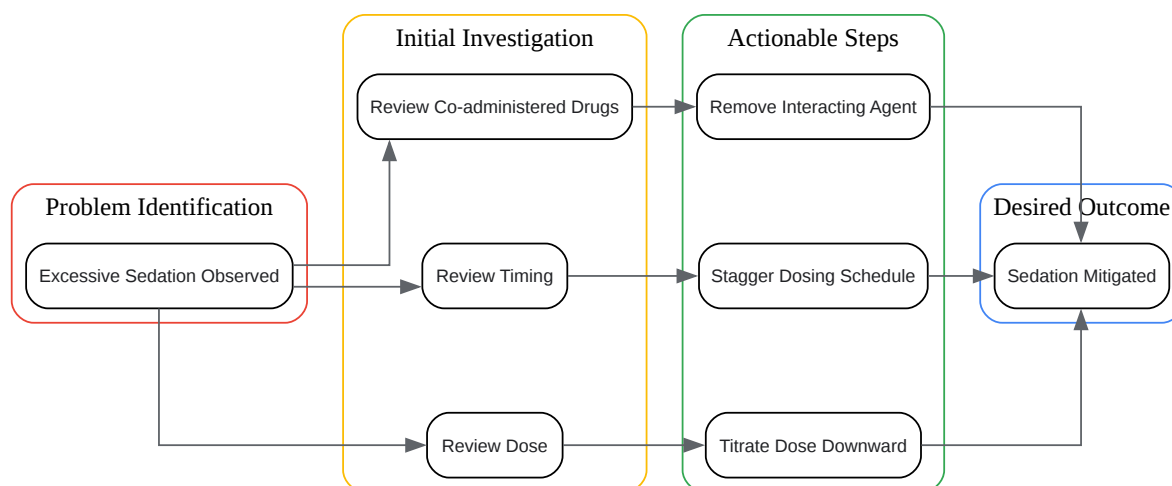 Problem Identification
Excessive Sedation Observed
Initial Investigation
Review Co-administered Drugs
Review Timing
Review Dose
Actionable Steps
Remove Interacting Agent
Stagger Dosing Schedule
Titrate Dose Downward
Desired Outcome
Sedation Mitigated